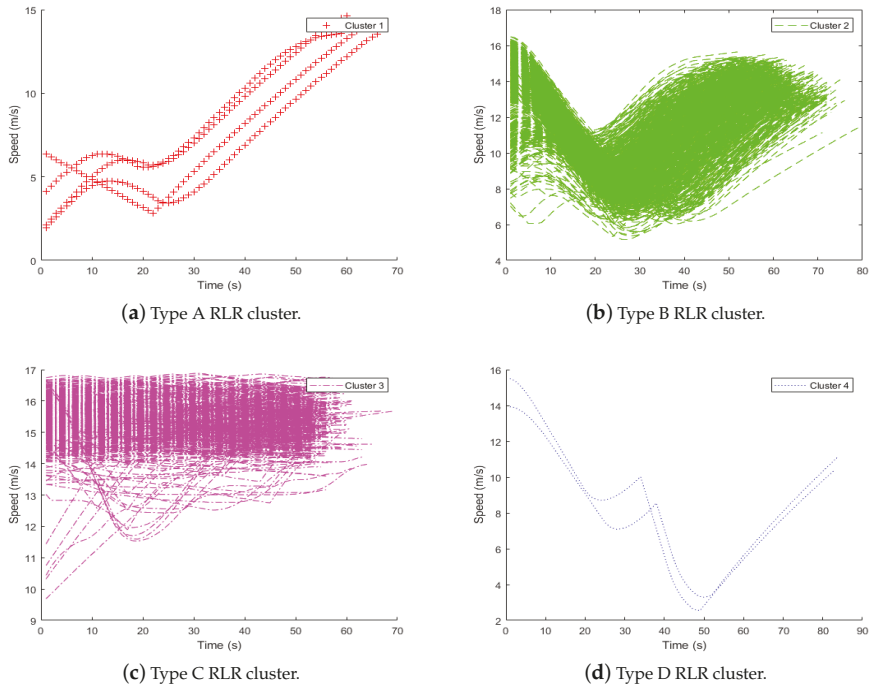 15
10
5
0
Speed (m/s)
0 10 20 30 40 50 60 70
Time (s)
Cluster 1
(a) Type A RLR cluster.
18
16
14
12
10
8
6
4
Speed (m/s)
0 10 20 30 40 50 60 70 80
Time (s)
Cluster 2
(b) Type B RLR cluster.
17
16
15
14
13
12
11
10
9
Speed (m/s)
0 10 20 30 40 50 60 70
Time (s)
Cluster 3
(c) Type C RLR cluster.
16
14
12
10
8
6
4
2
Speed (m/s)
0 10 20 30 40 50 60 70 80 90
Time (s)
Cluster 4
(d) Type D RLR cluster.